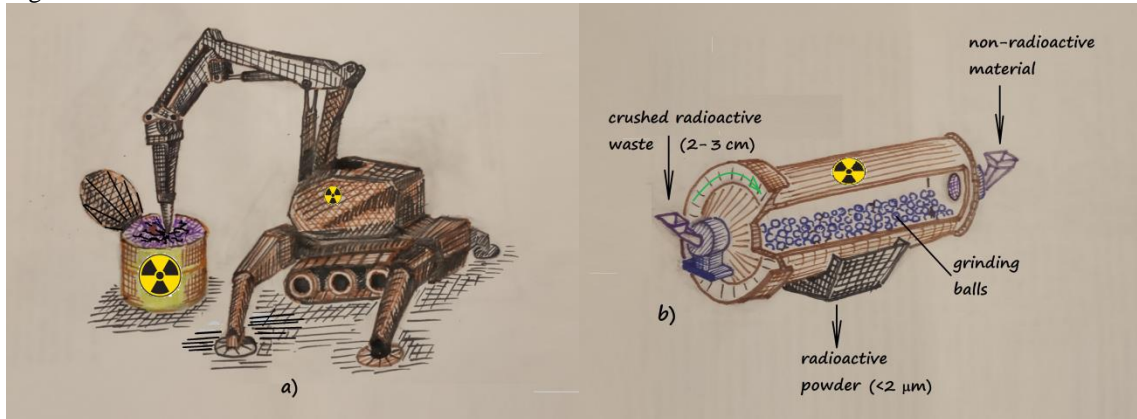 non-radioactive
material
crushed radioactive
waste (2-3 cm)
grinding
balls
b)
radioactive
powder (<2 μm)
a)